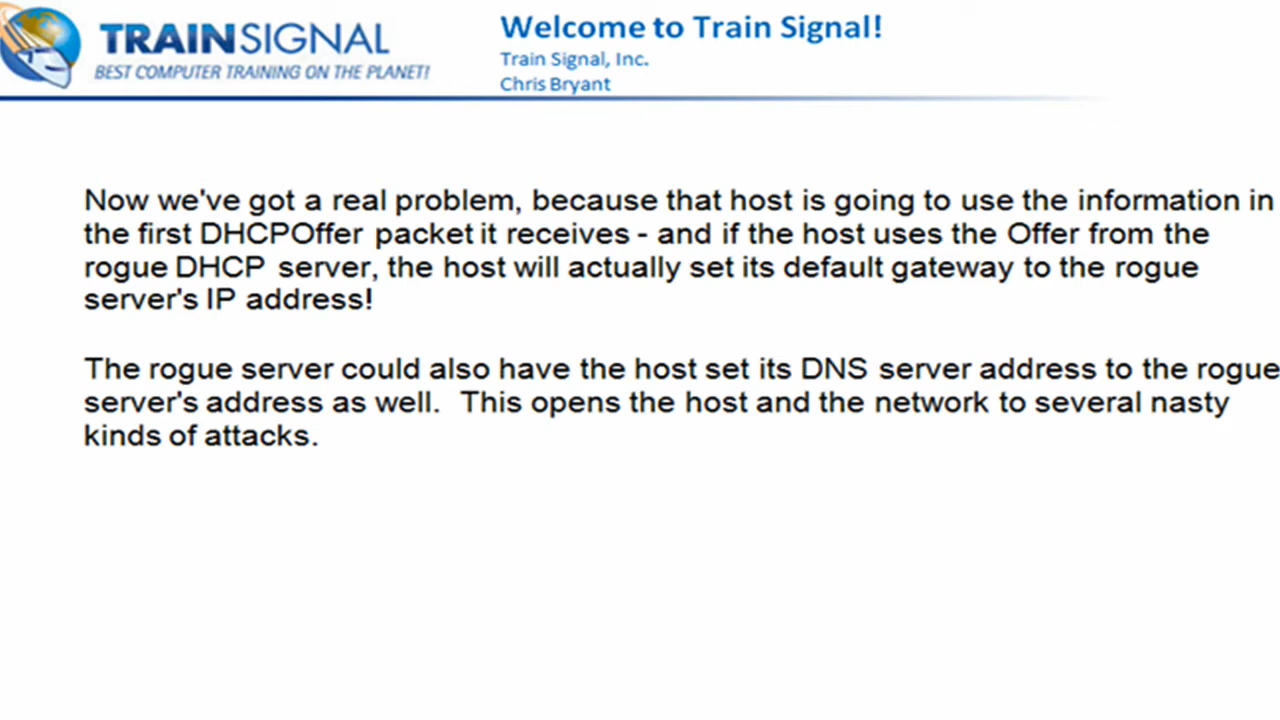 TRAINSIGNAL
BEST COMPUTER TRAINING ON THE PLANET!
Welcome to Train Signal!
Train Signal, Inc.
Chris Bryant
Now we've got a real problem, because that host is going to use the information in
the first DHCPOffer packet it receives - and if the host uses the Offer from the
rogue DHCP server, the host will actually set its default gateway to the rogue
server's IP address!
The rogue server could also have the host set its DNS server address to the rogue
server's address as well. This opens the host and the network to several nasty
kinds of attacks.